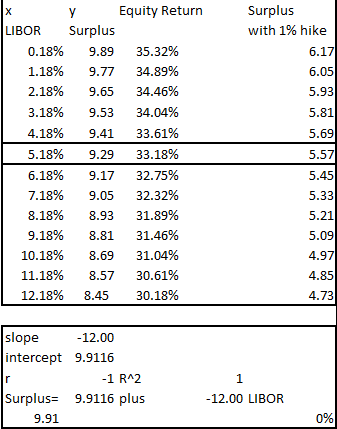 x y Equity Return Surplus
LIBOR Surplus with 1% hike
0.18% 9.89 35.32% 6.17
1.18% 9.77 34.89% 6.05
2.18% 9.65 34.46% 5.93
3.18% 9.53 34.04% 5.81
4.18% 9.41 33.61% 5.69
5.18% 9.29 33.18% 5.57
6.18% 9.17 32.75% 5.45
7.18% 9.05 32.32% 5.33
8.18% 8.93 31.89% 5.21
9.18% 8.81 31.46% 5.09
10.18% 8.69 31.04% 4.97
11.18% 8.57 30.61% 4.85
12.18% 8.45 30.18% 4.73
slope -12.00
intercept 9.9116
r -1 R^2 1
Surplus= 9.9116 plus -12.00 LIBOR
9.91 0%